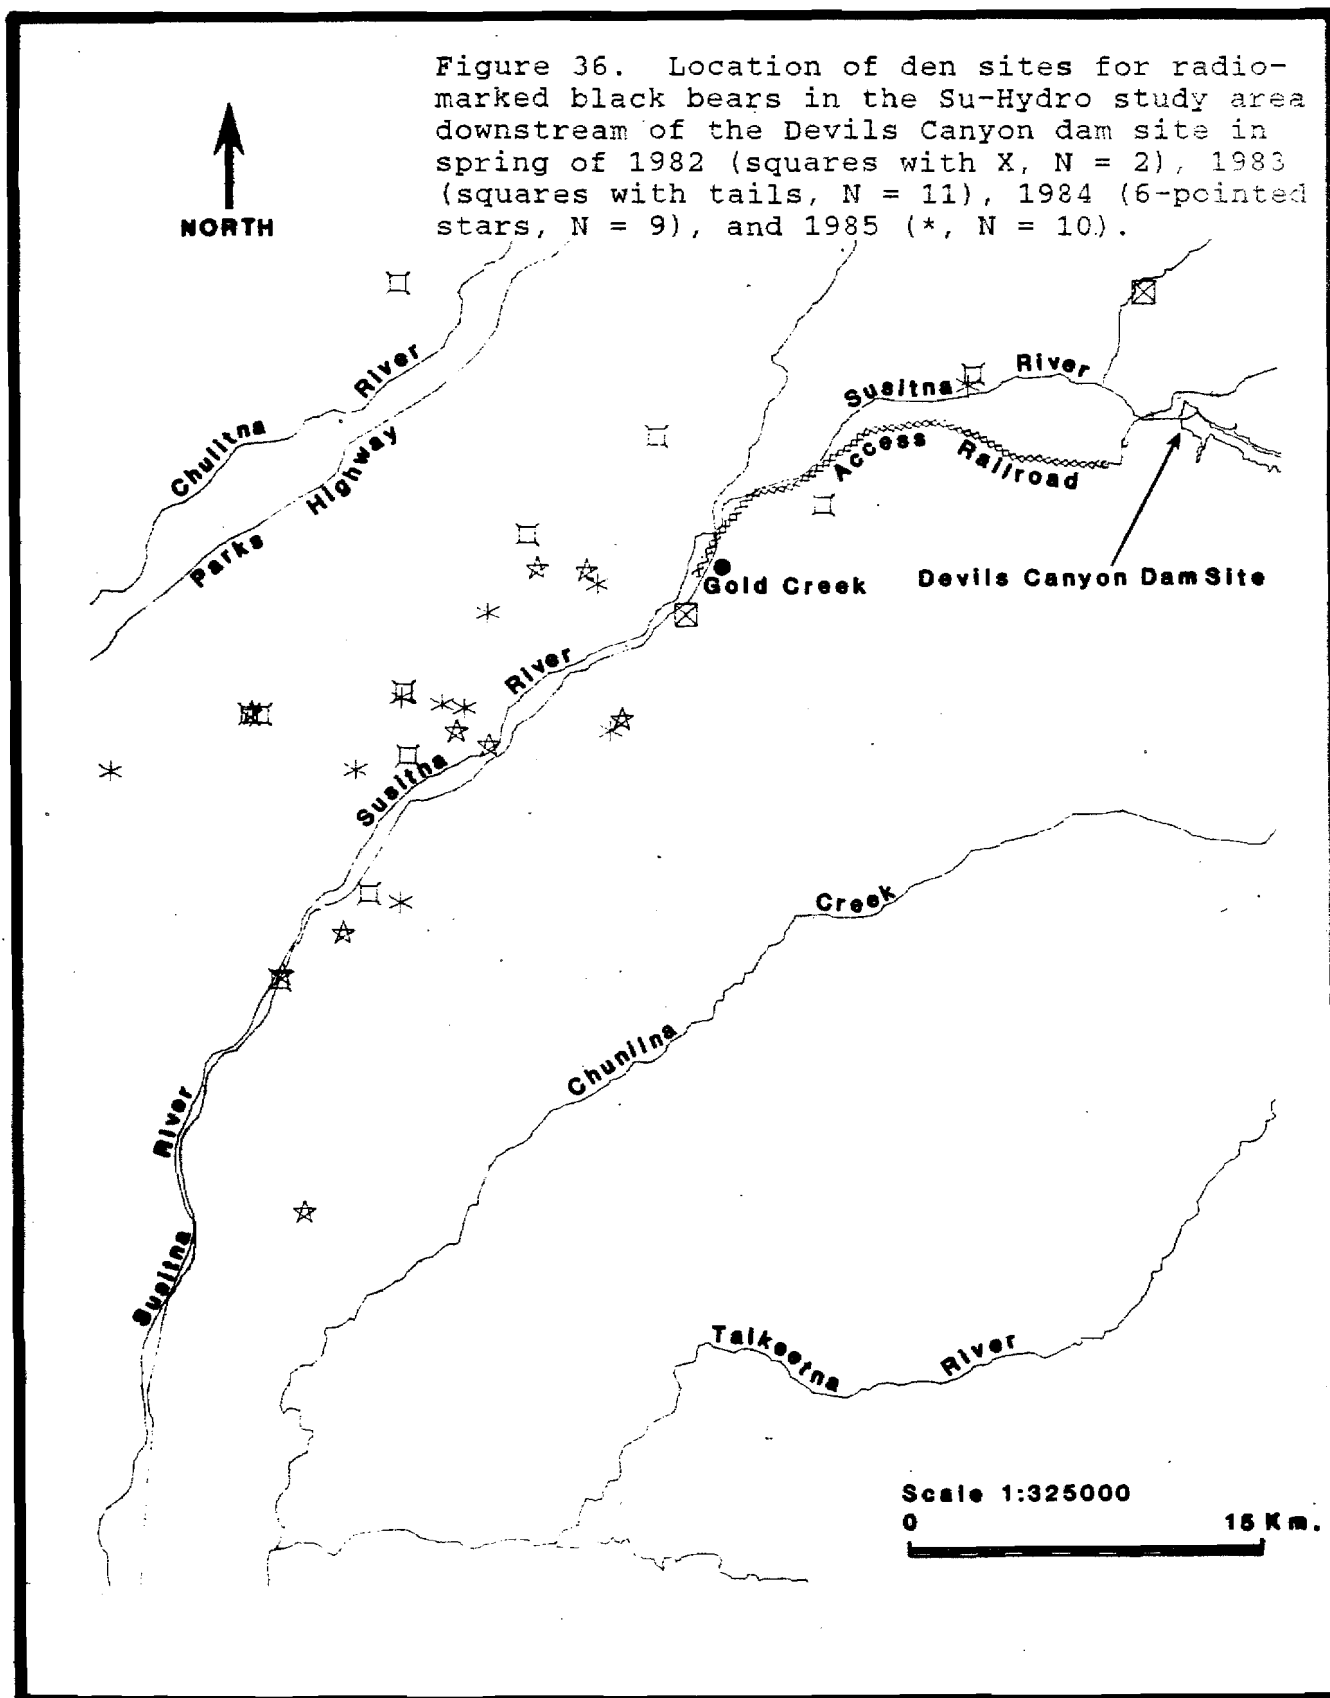 Figure 36. Location of den sites for radio-
marked black bears in the Su-Hydro study area
downstream of the Devils Canyon dam site in
spring of 1982 (squares with X, N = 2), 1983
(squares with tails, N = 11), 1984 (6-pointed
stars, N = 9), and 1985 (*, N = 10).
NORTH
Chulitna River
Parks Highway
Susitna River
Access Railroad
Gold Creek
Devils Canyon Dam Site
Susitna River
Chunilna Creek
Susitna River
Talkeetna River
Scale 1:325000
0 15 Km.